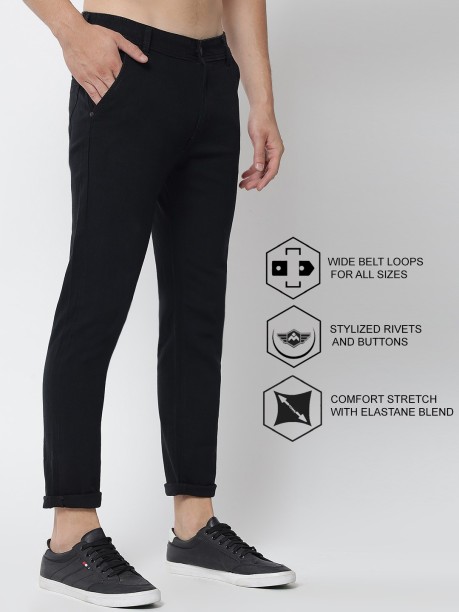 WIDE BELT LOOPS
FOR ALL SIZES
STYLIZED RIVETS
AND BUTTONS
COMFORT STRETCH
WITH ELASTANE BLEND